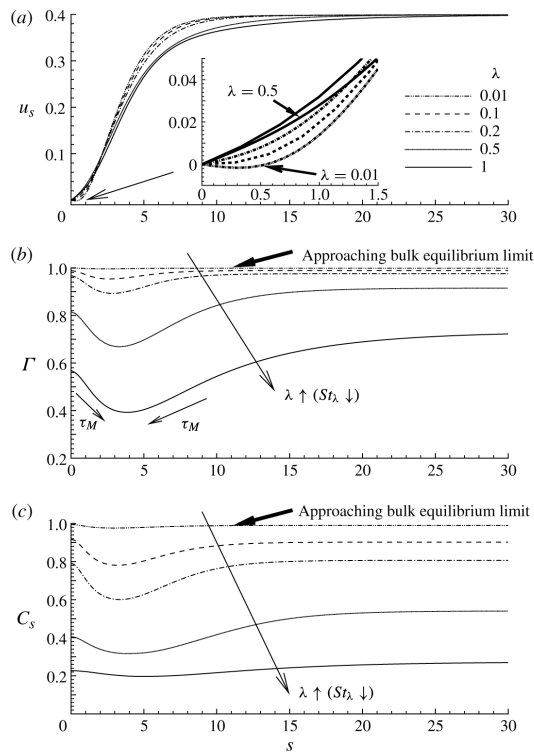 (a)
0.4
0.3
u_s
0.2
0.1
0
5
10
15
20
25
30
0.04
0.02
0
0
0.5
1.0
1.5
λ = 0.5
λ = 0.01
λ
0.01
0.1
0.2
0.5
1
(b)
Approaching bulk equilibrium limit
1.0
0.8
Γ
0.6
0.4
0.2
λ ↑ (St_λ ↓)
τ_M
τ_M
0
5
10
15
20
25
30
(c)
Approaching bulk equilibrium limit
1.0
0.8
0.6
C_s
0.4
0.2
λ ↑ (St_λ ↓)
0
5
10
15
20
25
30
s